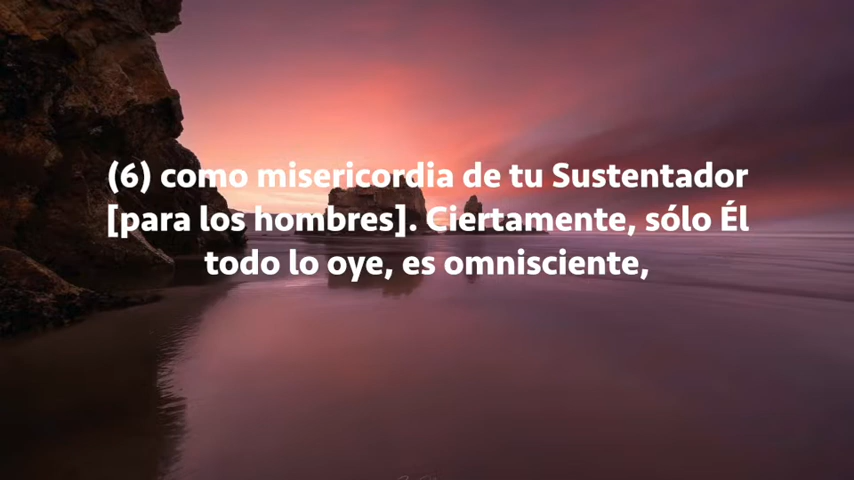 (6) como misericordia de tu Sustentador
[para los hombres]. Ciertamente, sólo Él
todo lo oye, es omnisciente,